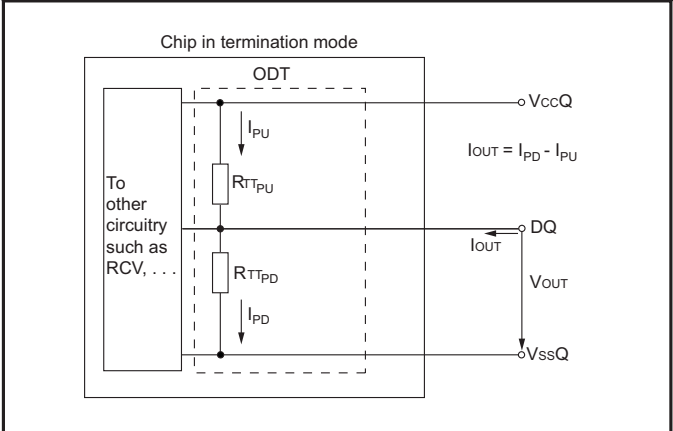 Chip in termination mode
ODT
VCCQ
IPU
IOUT = IPD - IPU
RTTPU
To
other
circuitry
such as
RCV, . . .
DQ
IOUT
RTTPD
VOUT
IPD
VSSQ